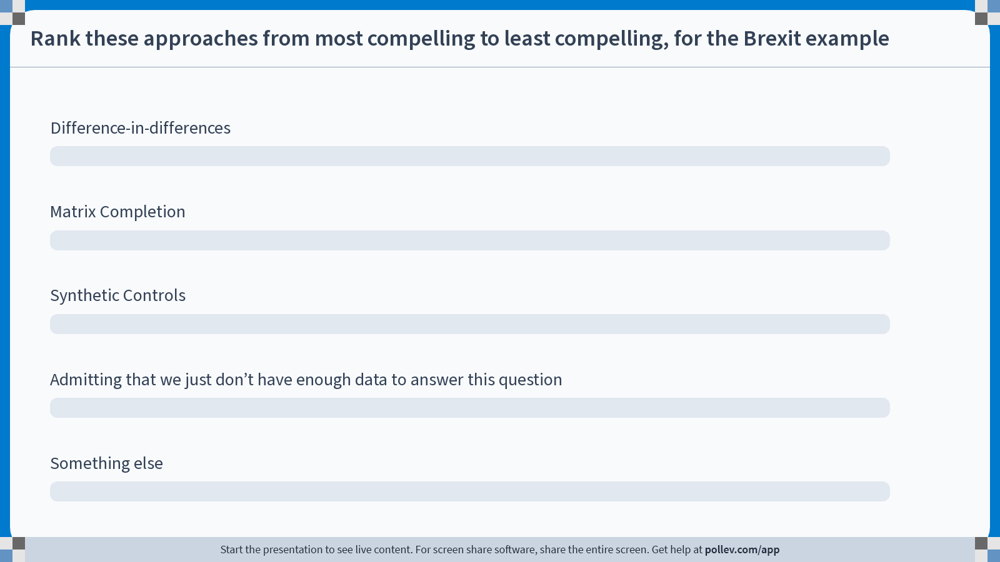 Rank these approaches from most compelling to least compelling, for the Brexit example
Difference-in-differences
Matrix Completion
Synthetic Controls
Admitting that we just don’t have enough data to answer this question
Something else
Start the presentation to see live content. For screen share software, share the entire screen. Get help at pollev.com/app